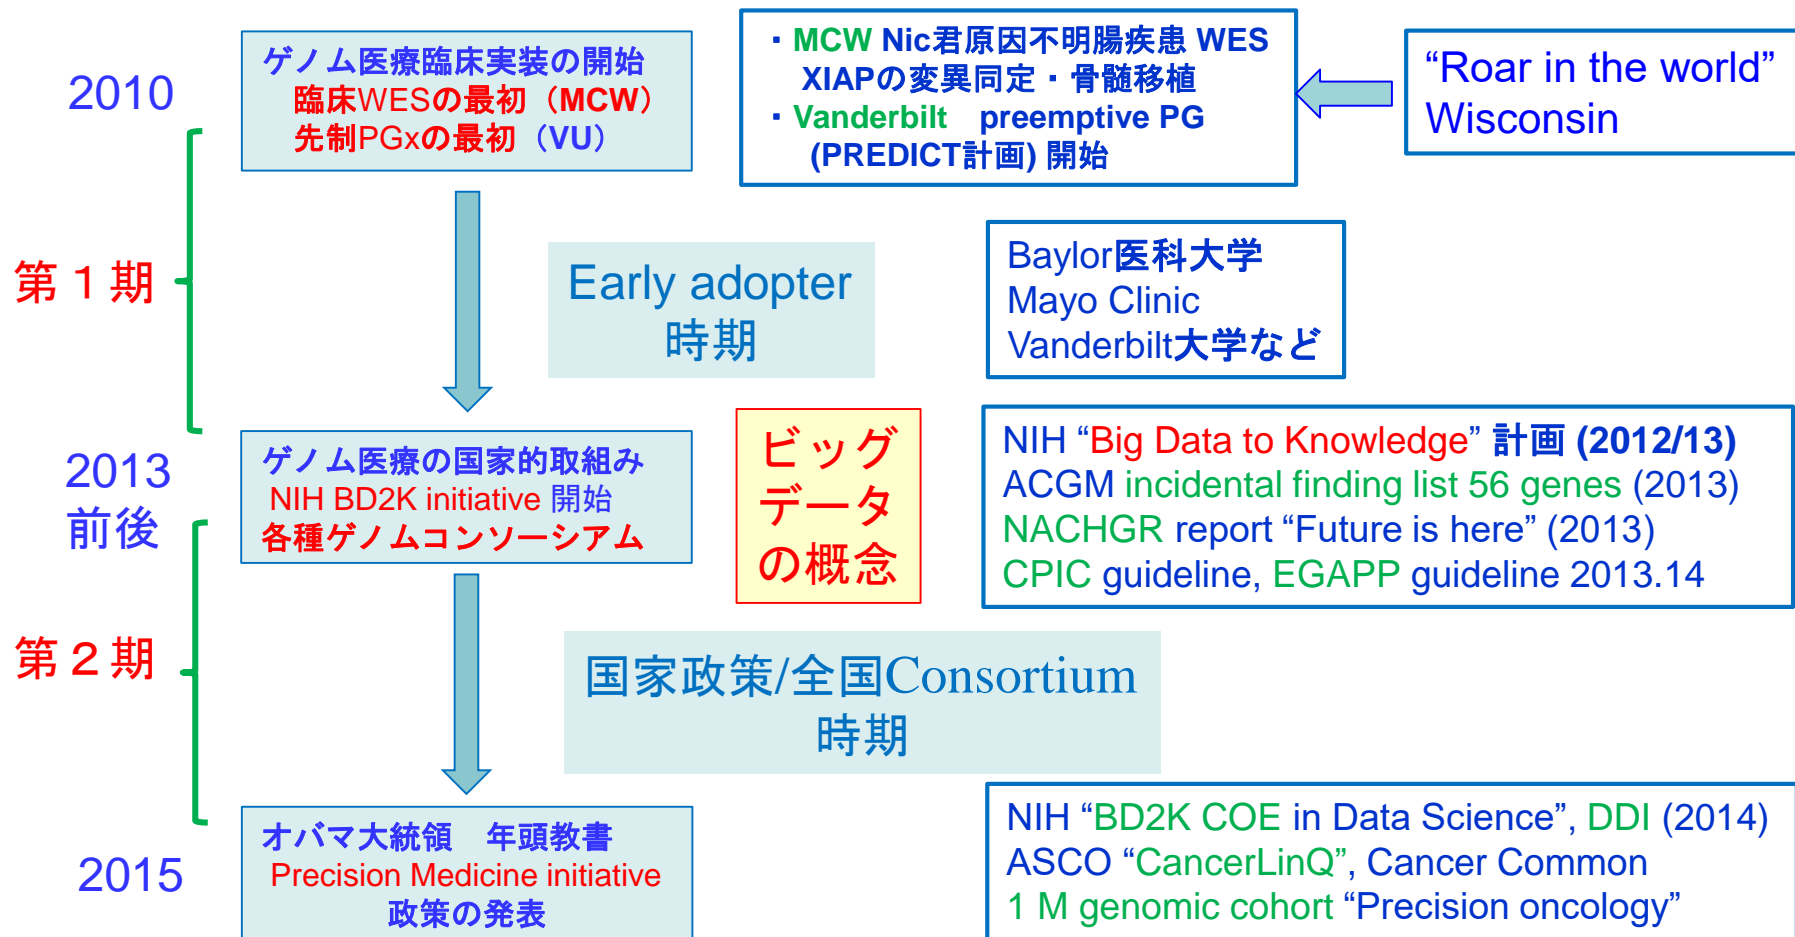 2010
ゲノム医療臨床実装の開始
臨床WESの最初（MCW）
先制PGxの最初（VU）
・MCW Nic君原因不明腸疾患 WES
XIAPの変異同定・骨髄移植
・Vanderbilt　preemptive PG
(PREDICT計画) 開始
“Roar in the world”
Wisconsin
第１期
Early adopter
時期
Baylor医科大学
Mayo Clinic
Vanderbilt大学など
2013
前後
ゲノム医療の国家的取組み
NIH BD2K initiative 開始
各種ゲノムコンソーシアム
ビッグ
データ
の概念
NIH “Big Data to Knowledge” 計画 (2012/13)
ACGM incidental finding list 56 genes (2013)
NACHGR report “Future is here” (2013)
CPIC guideline, EGAPP guideline 2013.14
第２期
国家政策/全国Consortium
時期
2015
オバマ大統領　年頭教書
Precision Medicine initiative
政策の発表
NIH “BD2K COE in Data Science”, DDI (2014)
ASCO “CancerLinQ”, Cancer Common
1 M genomic cohort “Precision oncology”